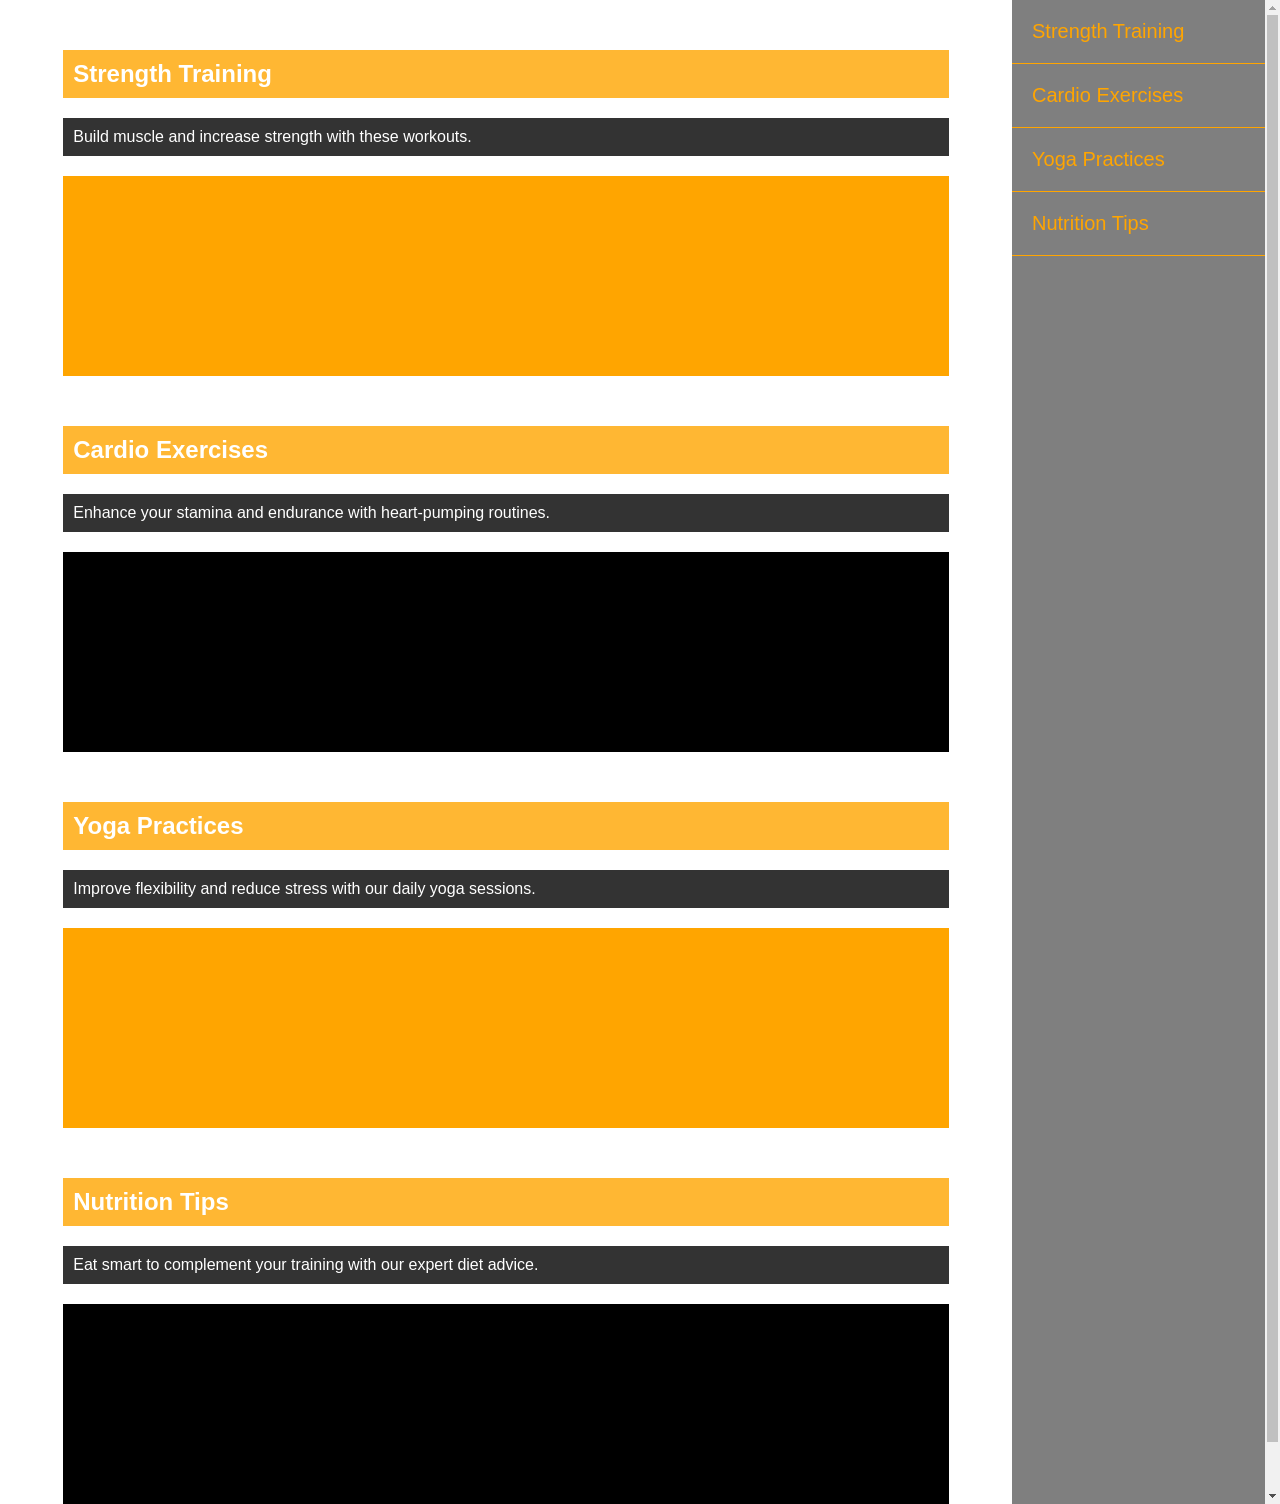 Strength Training
Build muscle and increase strength with these workouts.
Cardio Exercises
Enhance your stamina and endurance with heart-pumping routines.
Yoga Practices
Improve flexibility and reduce stress with our daily yoga sessions.
Nutrition Tips
Eat smart to complement your training with our expert diet advice.
Strength Training
Cardio Exercises
Yoga Practices
Nutrition Tips